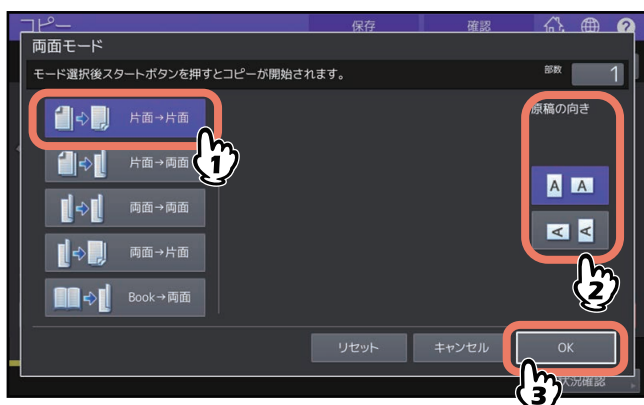 コピー
保存
確認
?
両面モード
モード選択後スタートボタンを押すとコピーが開始されます。
部数
1
片面→片面
原稿の向き
1
片面→両面
A A
両面→両面
A A
2
両面→片面
Book→両面
リセット
キャンセル
OK
3
状況確認